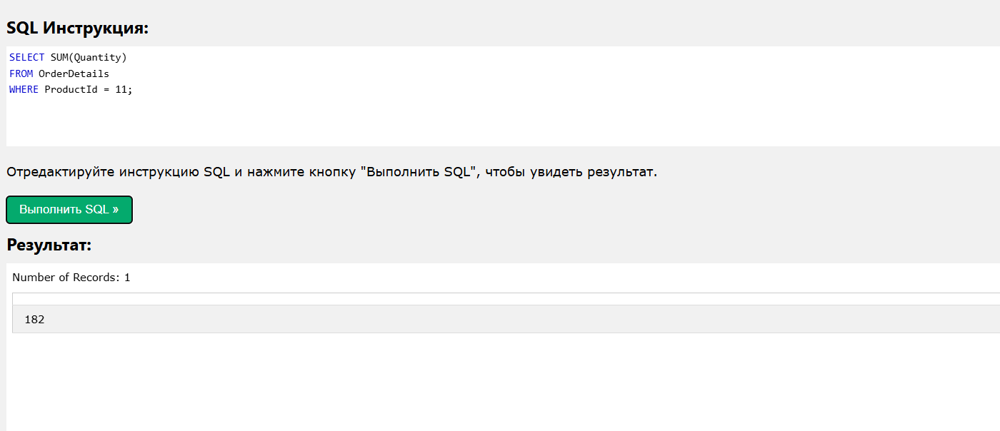 SQL Инструкция:
SELECT SUM(Quantity)
FROM OrderDetails
WHERE ProductId = 11;
Отредактируйте инструкцию SQL и нажмите кнопку "Выполнить SQL", чтобы увидеть результат.
Выполнить SQL »
Результат:
Number of Records: 1
182